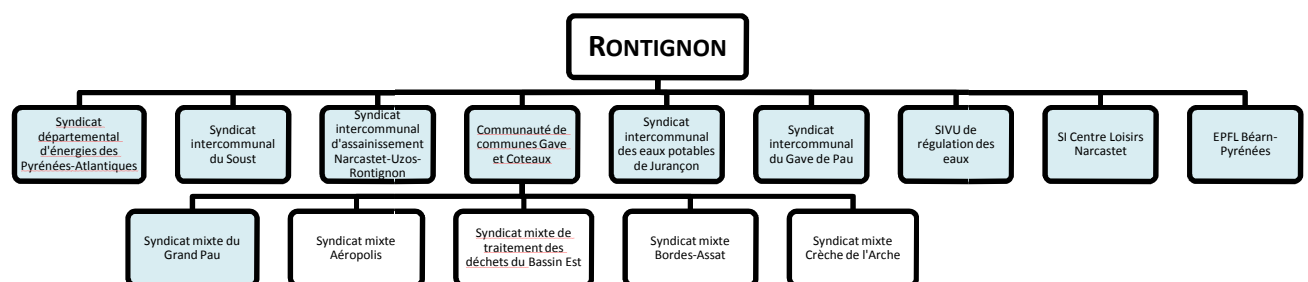 RONTIGNON
Syndicat
départemental
d'énergies des
Pyrénées-Atlantiques
Syndicat
intercommunal
du Soust
Syndicat
intercommunal
d'assainissement
Narcastet-Uzos-
Rontignon
Communauté de
communes Gave
et Coteaux
Syndicat
intercommunal
des eaux potables
de Jurançon
Syndicat
intercommunal
du Gave de Pau
SIVU de
régulation des
eaux
SI Centre Loisirs
Narcastet
EPFL Béarn-
Pyrénées
Syndicat mixte du
Grand Pau
Syndicat mixte
Aéropolis
Syndicat mixte de
traitement des
déchets du Bassin Est
Syndicat mixte
Bordes-Assat
Syndicat mixte
Crèche de l'Arche